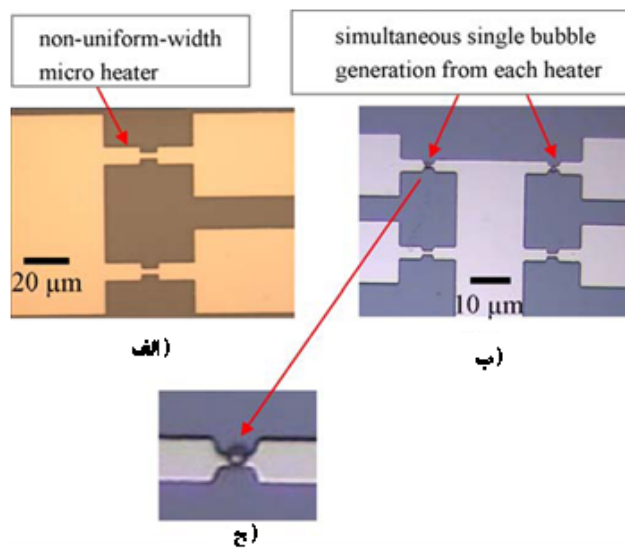 non-uniform-width
micro heater
simultaneous single bubble
generation from each heater
20 µm
10 µm
الف)
ب)
ج)